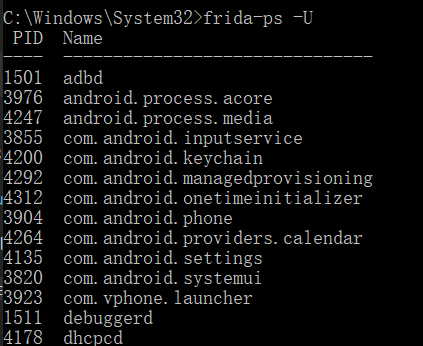 C:\Windows\System32>frida-ps -U
PID Name
---- -------------------------------
1501 adbd
3976 android.process.acore
4247 android.process.media
3855 com.android.inputservice
4200 com.android.keychain
4292 com.android.managedprovisioning
4312 com.android.onetimeinitializer
3904 com.android.phone
4264 com.android.providers.calendar
4135 com.android.settings
3820 com.android.systemui
3923 com.vphone.launcher
1511 debuggerd
4178 dhcpcd